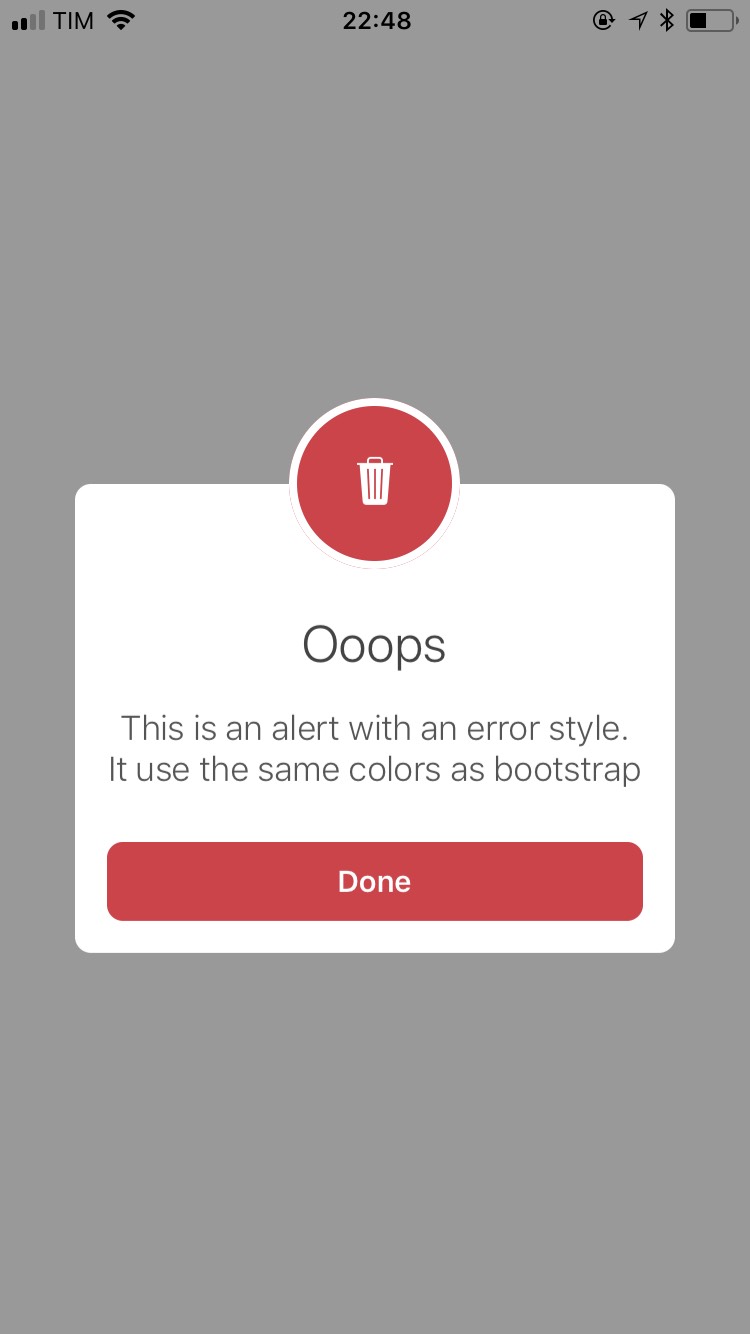 TIM 22:48
Ooops
This is an alert with an error style.
It use the same colors as bootstrap
Done